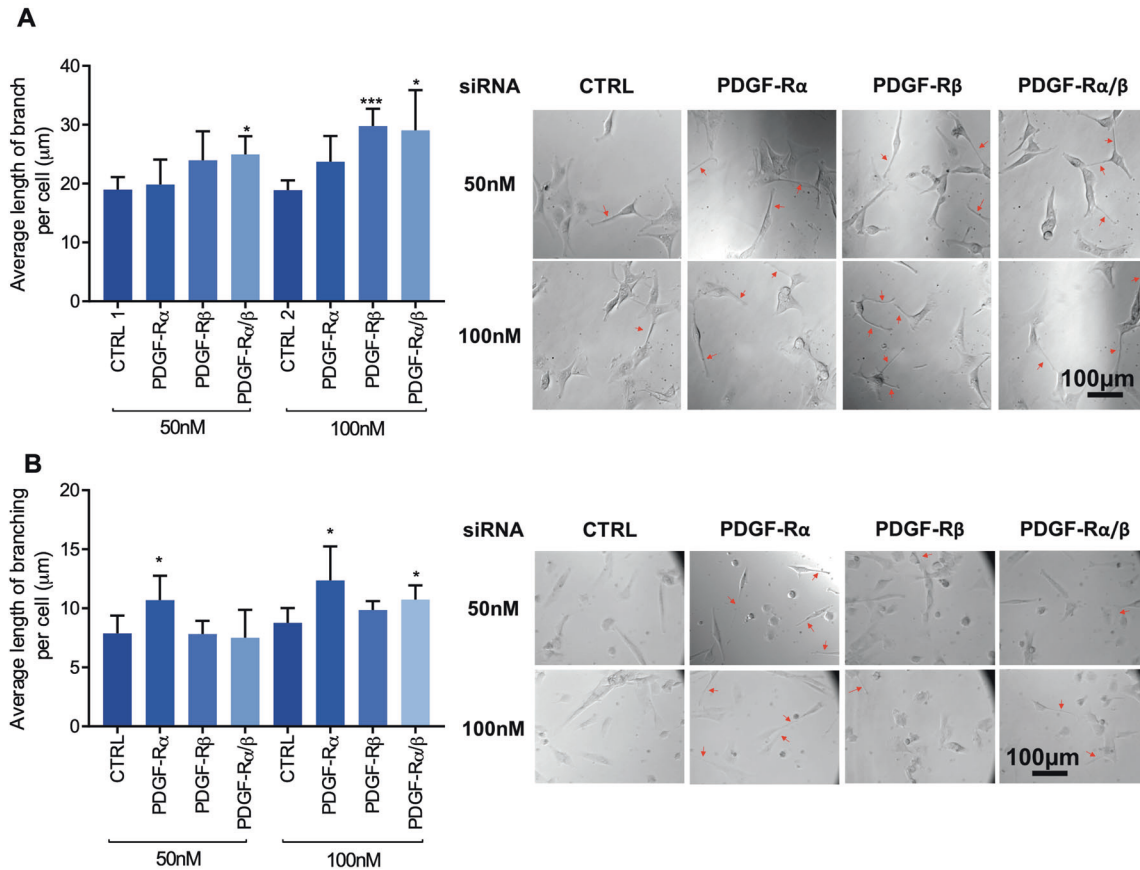 A
Average length of branch
per cell (μm)
40
30
20
10
0
*
***
*
CTRL 1
PDGF-Rα
PDGF-Rβ
PDGF-Rα/β
CTRL 2
PDGF-Rα
PDGF-Rβ
PDGF-Rα/β
50nM
100nM
siRNA CTRL PDGF-Rα PDGF-Rβ PDGF-Rα/β
50nM
100nM
100μm
B
Average length of branching
per cell (μm)
20
15
10
5
0
*
*
*
CTRL
PDGF-Rα
PDGF-Rβ
PDGF-Rα/β
CTRL
PDGF-Rα
PDGF-Rβ
PDGF-Rα/β
50nM
100nM
siRNA CTRL PDGF-Rα PDGF-Rβ PDGF-Rα/β
50nM
100nM
100μm